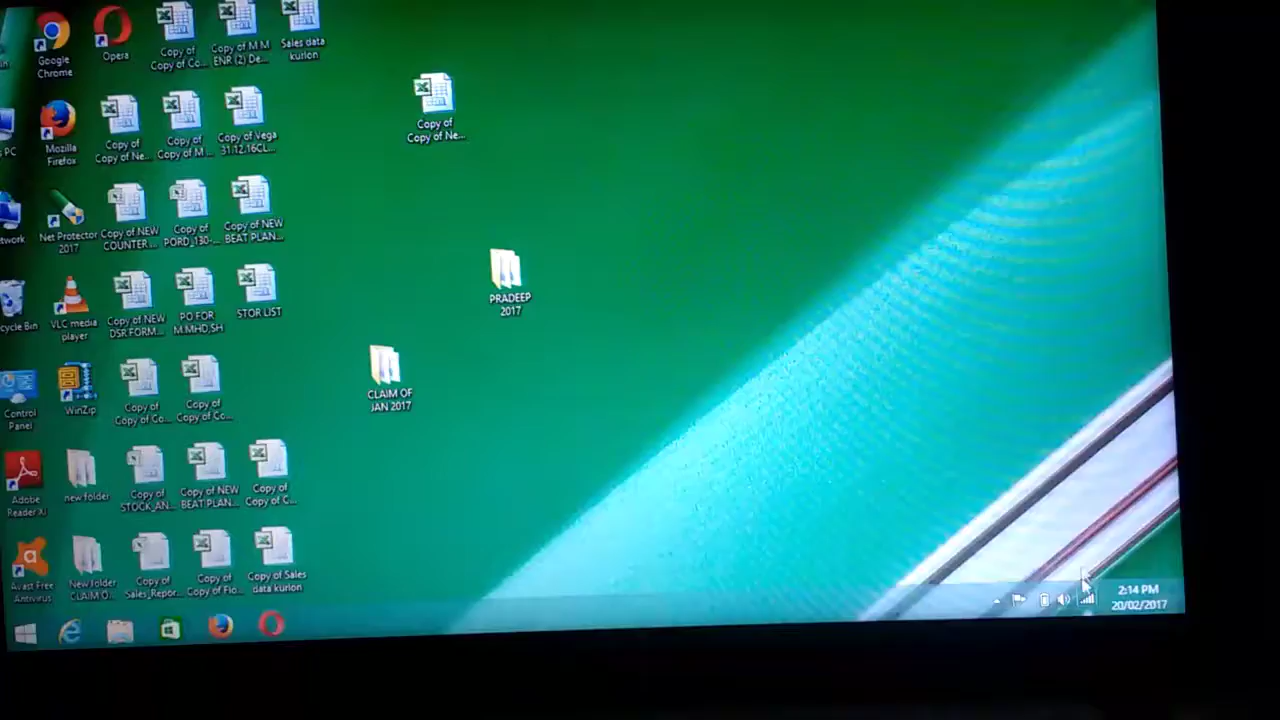 Google
Chrome
Opera
Copy of
Copy of Co...
Copy of M M
ENR (2) De...
Sales data
kurlon
PC
Mozilla
Firefox
Copy of
Copy of Ne...
Copy of
Copy of M ...
Copy of Vega
31.12.16CL...
Copy of
Copy of Ne...
etwork
Net Protector
2017
Copy of NEW
COUNTER...
Copy of
PORD_130-...
Copy of NEW
BEAT PLAN...
cycle Bin
VLC media
player
Copy of NEW
DSR FORM...
PO FOR
M.MHD,SH
STOR LIST
PRADEEP
2017
Control
Panel
WinZip
Copy of
Copy of Co...
Copy of
Copy of Co...
CLAIM OF
JAN 2017
Adobe
Reader XI
new folder
Copy of
STOCK_AN...
Copy of NEW
BEAT PLAN...
Copy of
Copy of C...
Avast Free
Antivirus
New folder
CLAIM O...
Copy of
Sales_Repor...
Copy of
Copy of Flo...
Copy of Sales
data kurlon
2:14 PM
20/02/2017